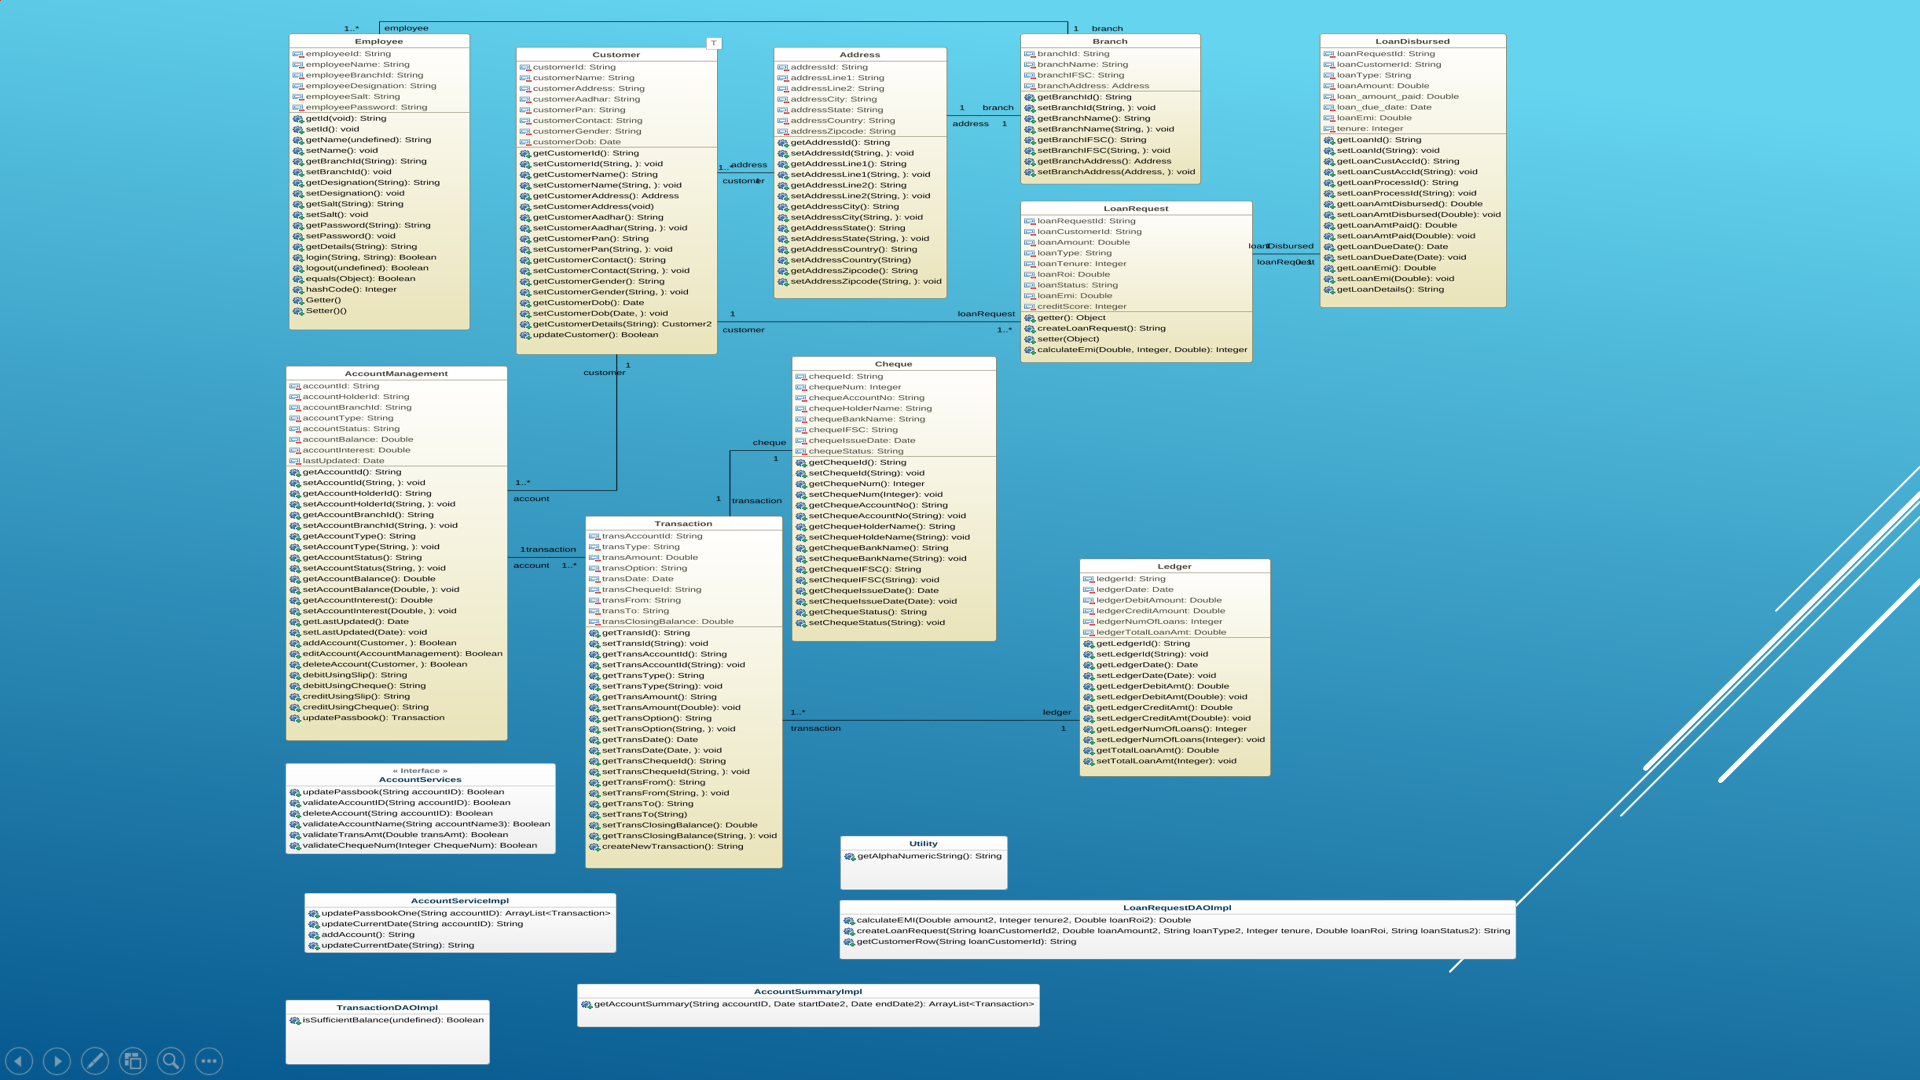 1..*
employee
1
branch
Employee
employeeId: String
employeeName: String
employeeBranchId: String
employeeDesignation: String
employeeSalt: String
employeePassword: String
getId(void): String
setId(): void
getName(undefined): String
setName(): void
getBranchId(String): String
setBranchId(): void
getDesignation(String): String
setDesignation(): void
getSalt(String): String
setSalt(): void
getPassword(String): String
setPassword(): void
getDetails(String): String
login(String, String): Boolean
logout(undefined): Boolean
equals(Object): Boolean
hashCode(): Integer
Getter()
Setter()()
T
Customer
customerId: String
customerName: String
customerAddress: String
customerAadhar: String
customerPan: String
customerContact: String
customerGender: String
customerDob: Date
getCustomerId(): String
setCustomerId(String, ): void
getCustomerName(): String
setCustomerName(String, ): void
getCustomerAddress(): Address
setCustomerAddress(void)
getCustomerAadhar(): String
setCustomerAadhar(String, ): void
getCustomerPan(): String
setCustomerPan(String, ): void
getCustomerContact(): String
setCustomerContact(String, ): void
getCustomerGender(): String
setCustomerGender(String, ): void
getCustomerDob(): Date
setCustomerDob(Date, ): void
getCustomerDetails(String): Customer2
updateCustomer(): Boolean
1..*
address
customer
Address
addressId: String
addressLine1: String
addressLine2: String
addressCity: String
addressState: String
addressCountry: String
addressZipcode: String
getAddressId(): String
setAddressId(String, ): void
getAddressLine1(): String
setAddressLine1(String, ): void
getAddressLine2(): String
setAddressLine2(String, ): void
getAddressCity(): String
setAddressCity(String, ): void
getAddressState(): String
setAddressState(String, ): void
getAddressCountry(): String
setAddressCountry(String)
getAddressZipcode(): String
setAddressZipcode(String, ): void
1
branch
address
1
Branch
branchId: String
branchName: String
branchIFSC: String
branchAddress: Address
getBranchId(): String
setBranchId(String, ): void
getBranchName(): String
setBranchName(String, ): void
getBranchIFSC(): String
setBranchIFSC(String, ): void
getBranchAddress(): Address
setBranchAddress(Address, ): void
LoanRequest
loanRequestId: String
loanCustomerId: String
loanAmount: Double
loanType: String
loanTenure: Integer
loanRoi: Double
loanStatus: String
loanEmi: Double
creditScore: Integer
getter(): Object
createLoanRequest(): String
setter(Object)
calculateEmi(Double, Integer, Double): Integer
LoanDisbursed
loanRequestId: String
loanCustomerId: String
loanType: String
loanAmount: Double
loan_amount_paid: Double
loan_due_date: Date
loanEmi: Double
tenure: Integer
getLoanId(): String
setLoanId(String): void
getLoanCustAccId(): String
setLoanCustAccId(String): void
getLoanProcessId(): String
setLoanProcessId(String): void
getLoanAmtDisbursed(): Double
setLoanAmtDisbursed(Double): void
getLoanAmtPaid(): Double
setLoanAmtPaid(Double): void
getLoanDueDate(): Date
setLoanDueDate(Date): void
getLoanEmi(): Double
setLoanEmi(Double): void
getLoanDetails(): String
1
loanRequest
customer
1..*
1
customer
AccountManagement
accountId: String
accountHolderId: String
accountBranchId: String
accountType: String
accountStatus: String
accountBalance: Double
accountInterest: Double
lastUpdated: Date
getAccountId(): String
setAccountId(String, ): void
getAccountHolderId(): String
setAccountHolderId(String, ): void
getAccountBranchId(): String
setAccountBranchId(String, ): void
getAccountType(): String
setAccountType(String, ): void
getAccountStatus(): String
setAccountStatus(String, ): void
getAccountBalance(): Double
setAccountBalance(Double, ): void
getAccountInterest(): Double
setAccountInterest(Double, ): void
getLastUpdated(): Date
setLastUpdated(Date): void
addAccount(Customer, ): Boolean
editAccount(AccountManagement): Boolean
deleteAccount(Customer, ): Boolean
debitUsingSlip(): String
debitUsingCheque(): String
creditUsingSlip(): String
creditUsingCheque(): String
updatePassbook(): Transaction
1..*
account
1
transaction
account
1..*
cheque
1
1
transaction
Cheque
chequeId: String
chequeNum: Integer
chequeAccountNo: String
chequeHolderName: String
chequeBankName: String
chequeIFSC: String
chequeIssueDate: Date
chequeStatus: String
getChequeId(): String
setChequeId(String): void
getChequeNum(): Integer
setChequeNum(Integer): void
getChequeAccountNo(): String
setChequeAccountNo(String): void
getChequeHolderName(): String
setChequeHoldeName(String): void
getChequeBankName(): String
setChequeBankName(String): void
getChequeIFSC(): String
setChequeIFSC(String): void
getChequeIssueDate(): Date
setChequeIssueDate(Date): void
getChequeStatus(): String
setChequeStatus(String): void
Transaction
transAccountId: String
transType: String
transAmount: Double
transOption: String
transDate: Date
transChequeId: String
transFrom: String
transTo: String
transClosingBalance: Double
getTransId(): String
setTransId(String): void
getTransAccountId(): String
setTransAccountId(String): void
getTransType(): String
setTransType(String): void
getTransAmount(): String
setTransAmount(Double): void
getTransOption(): String
setTransOption(String, ): void
getTransDate(): Date
setTransDate(Date, ): void
getTransChequeId(): String
setTransChequeId(String, ): void
getTransFrom(): String
setTransFrom(String, ): void
getTransTo(): String
setTransTo(String)
setTransClosingBalance(): Double
getTransClosingBalance(String, ): void
createNewTransaction(): String
1..*
transaction
ledger
1
Ledger
ledgerId: String
ledgerDate: Date
ledgerDebitAmount: Double
ledgerCreditAmount: Double
ledgerNumOfLoans: Integer
ledgerTotalLoanAmt: Double
getLedgerId(): String
setLedgerId(String): void
getLedgerDate(): Date
setLedgerDate(Date): void
getLedgerDebitAmt(): Double
setLedgerDebitAmt(Double): void
getLedgerCreditAmt(): Double
setLedgerCreditAmt(Double): void
getLedgerNumOfLoans(): Integer
setLedgerNumOfLoans(Integer): void
getTotalLoanAmt(): Double
setTotalLoanAmt(Integer): void
« Interface »
AccountServices
updatePassbook(String accountID): Boolean
validateAccountID(String accountID): Boolean
deleteAccount(String accountID): Boolean
validateAccountName(String accountName3): Boolean
validateTransAmt(Double transAmt): Boolean
validateChequeNum(Integer ChequeNum): Boolean
Utility
getAlphaNumericString(): String
AccountServiceImpl
updatePassbookOne(String accountID): ArrayList<Transaction>
updateCurrentDate(String accountID): String
addAccount(): String
updateCurrentDate(String): String
LoanRequestDAOImpl
calculateEMI(Double amount2, Integer tenure2, Double loanRoi2): Double
createLoanRequest(String loanCustomerId2, Double loanAmount2, String loanType2, Integer tenure, Double loanRoi, String loanStatus2): String
getCustomerRow(String loanCustomerId): String
AccountSummaryImpl
getAccountSummary(String accountID, Date startDate2, Date endDate2): ArrayList<Transaction>
TransactionDAOImpl
isSufficientBalance(undefined): Boolean